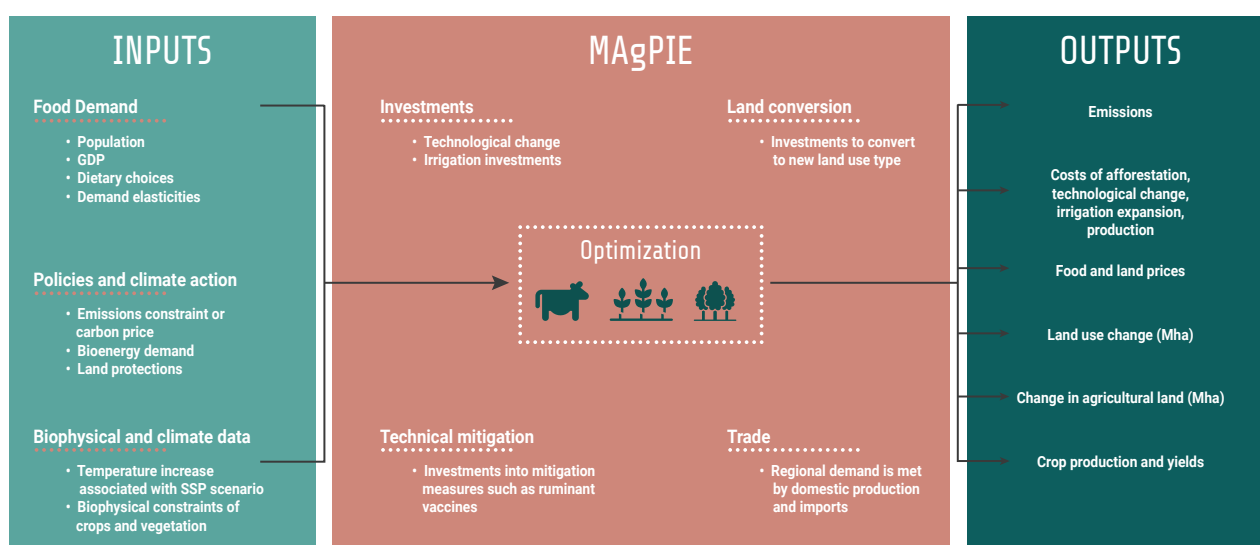 INPUTS
Food Demand
• Population
• GDP
• Dietary choices
• Demand elasticities
Policies and climate action
• Emissions constraint or
carbon price
• Bioenergy demand
• Land protections
Biophysical and climate data
• Temperature increase
associated with SSP scenario
• Biophysical constraints of
crops and vegetation
MAgPIE
Investments
• Technological change
• Irrigation investments
Land conversion
• Investments to convert
to new land use type
Optimization
Technical mitigation
• Investments into mitigation
measures such as ruminant
vaccines
Trade
• Regional demand is met
by domestic production
and imports
OUTPUTS
Emissions
Costs of afforestation,
technological change,
irrigation expansion,
production
Food and land prices
Land use change (Mha)
Change in agricultural land (Mha)
Crop production and yields